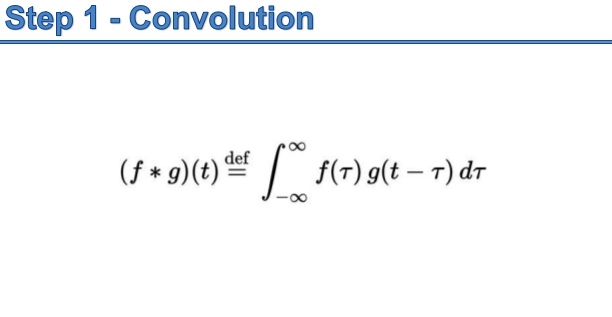 Step 1 - Convolution
(f * g)(t) ≝ ∫_{-∞}^{∞} f(τ) g(t − τ) dτ